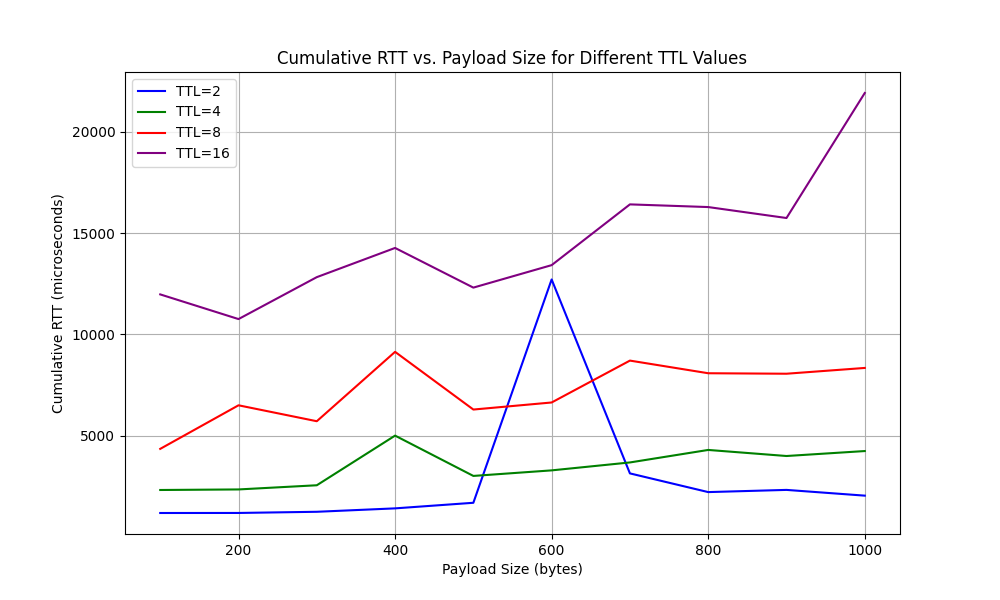 Cumulative RTT vs. Payload Size for Different TTL Values
TTL=2
TTL=4
TTL=8
TTL=16
20000
15000
10000
5000
Cumulative RTT (microseconds)
200 400 600 800 1000
Payload Size (bytes)